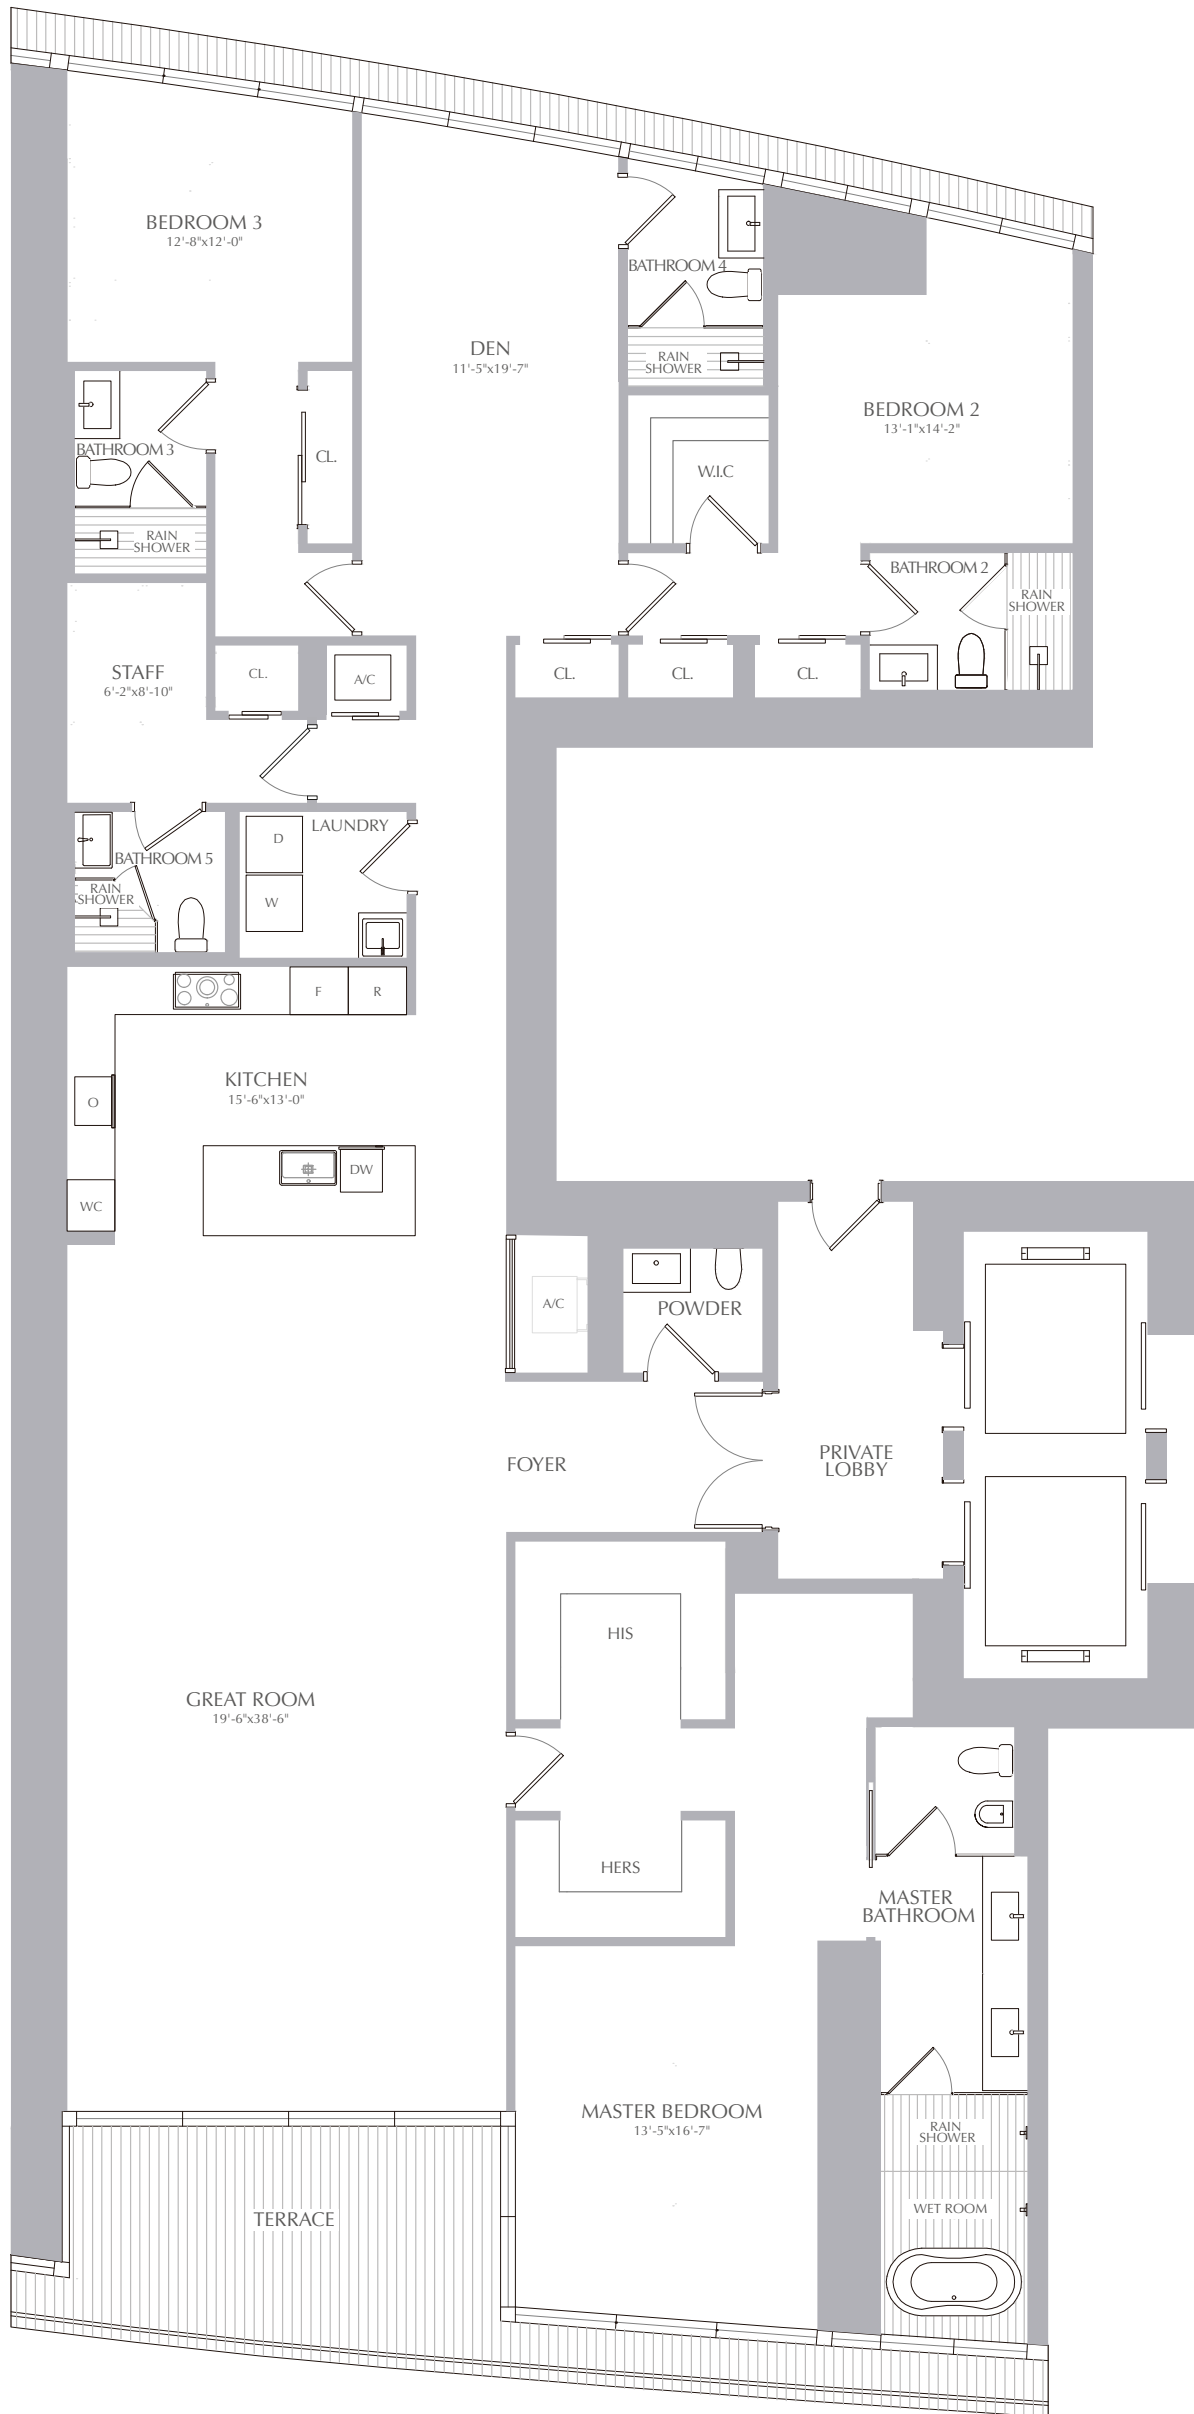 BEDROOM 3
12'-8"x12'-0"
BATHROOM 4
DEN
11'-5"x19'-7"
RAIN
SHOWER
BEDROOM 2
13'-1"x14'-2"
BATHROOM 3
CL.
W.I.C
RAIN
SHOWER
BATHROOM 2
RAIN
SHOWER
STAFF
6'-2"x8'-10"
CL.
A/C
CL.
CL.
CL.
LAUNDRY
D
BATHROOM 5
RAIN
SHOWER
W
F
R
KITCHEN
15'-6"x13'-0"
O
DW
WC
A/C
POWDER
FOYER
PRIVATE
LOBBY
HIS
GREAT ROOM
19'-6"x38'-6"
HERS
MASTER
BATHROOM
MASTER BEDROOM
13'-5"x16'-7"
RAIN
SHOWER
WET ROOM
TERRACE